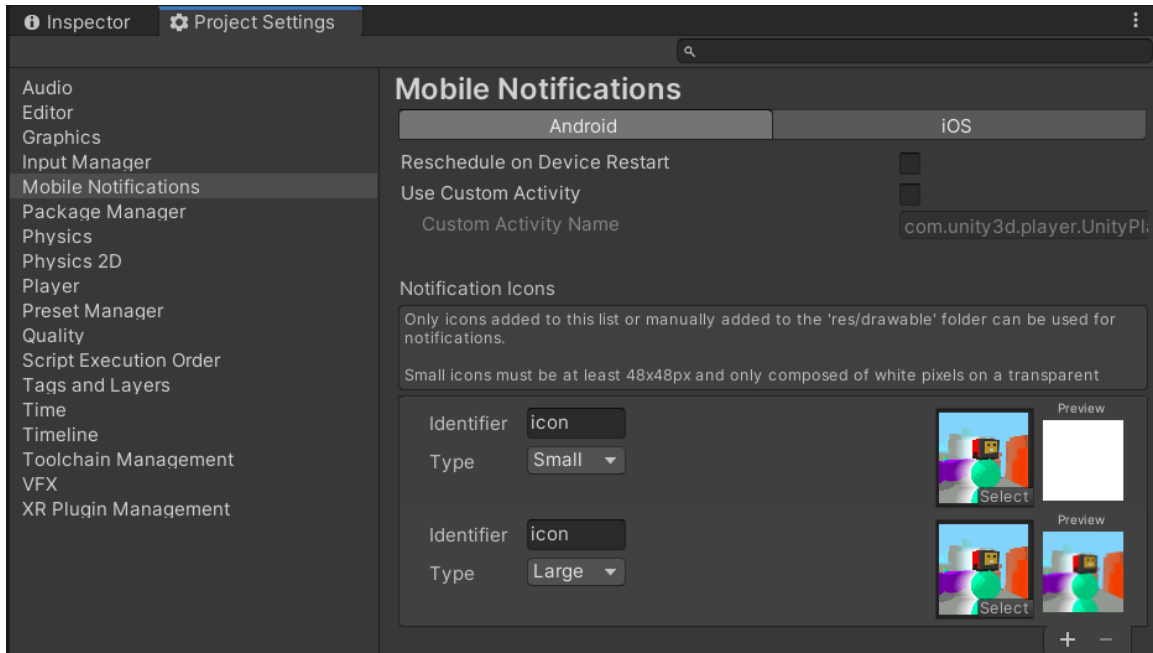 Inspector
Project Settings
Audio
Editor
Graphics
Input Manager
Mobile Notifications
Package Manager
Physics
Physics 2D
Player
Preset Manager
Quality
Script Execution Order
Tags and Layers
Time
Timeline
Toolchain Management
VFX
XR Plugin Management
Mobile Notifications
Android
iOS
Reschedule on Device Restart
Use Custom Activity
Custom Activity Name
com.unity3d.player.UnityPl
Notification Icons
Only icons added to this list or manually added to the 'res/drawable' folder can be used for
notifications.
Small icons must be at least 48x48px and only composed of white pixels on a transparent
Identifier
icon
Type
Small
Select
Preview
Identifier
icon
Type
Large
Select
Preview